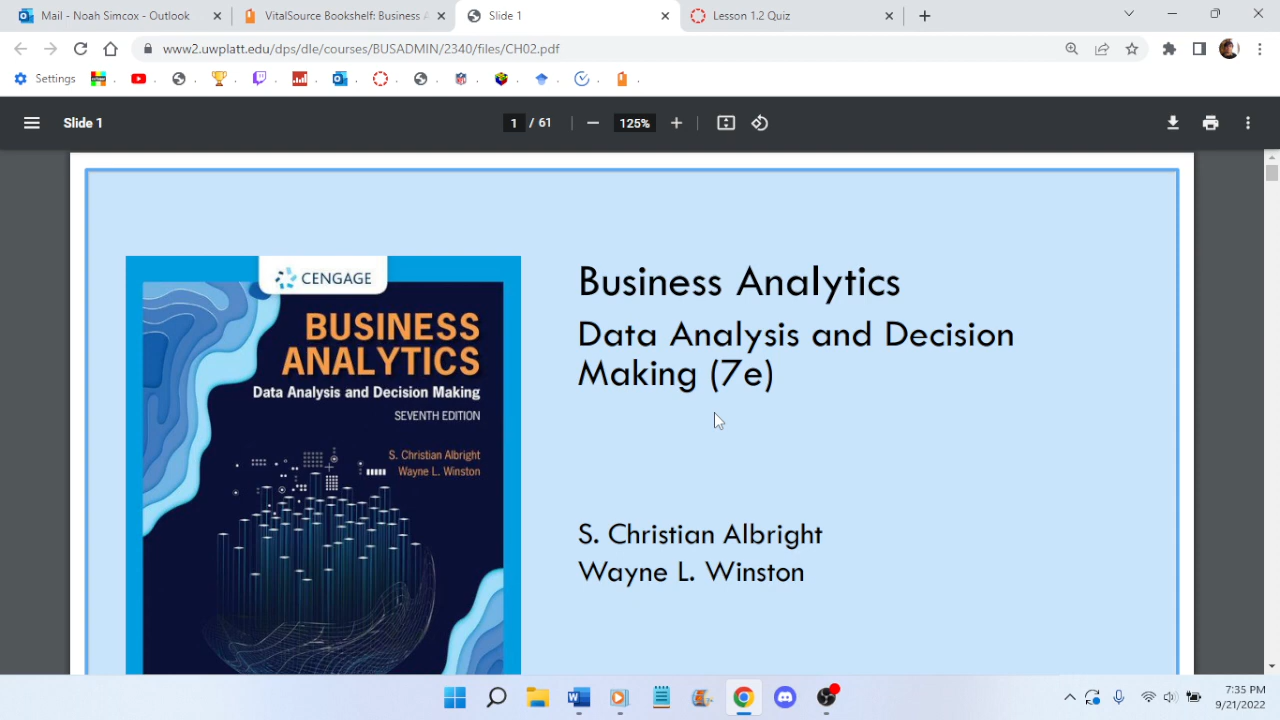 Mail - Noah Simcox - Outlook
VitalSource Bookshelf: Business A
Slide 1
Lesson 1.2 Quiz
www2.uwplatt.edu/dps/dle/courses/BUSADMIN/2340/files/CH02.pdf
Settings
Slide 1
1 / 61
125%
CENGAGE
BUSINESS
ANALYTICS
Data Analysis and Decision Making
SEVENTH EDITION
S. Christian Albright
Wayne L. Winston
Business Analytics
Data Analysis and Decision
Making (7e)
S. Christian Albright
Wayne L. Winston
7:35 PM
9/21/2022